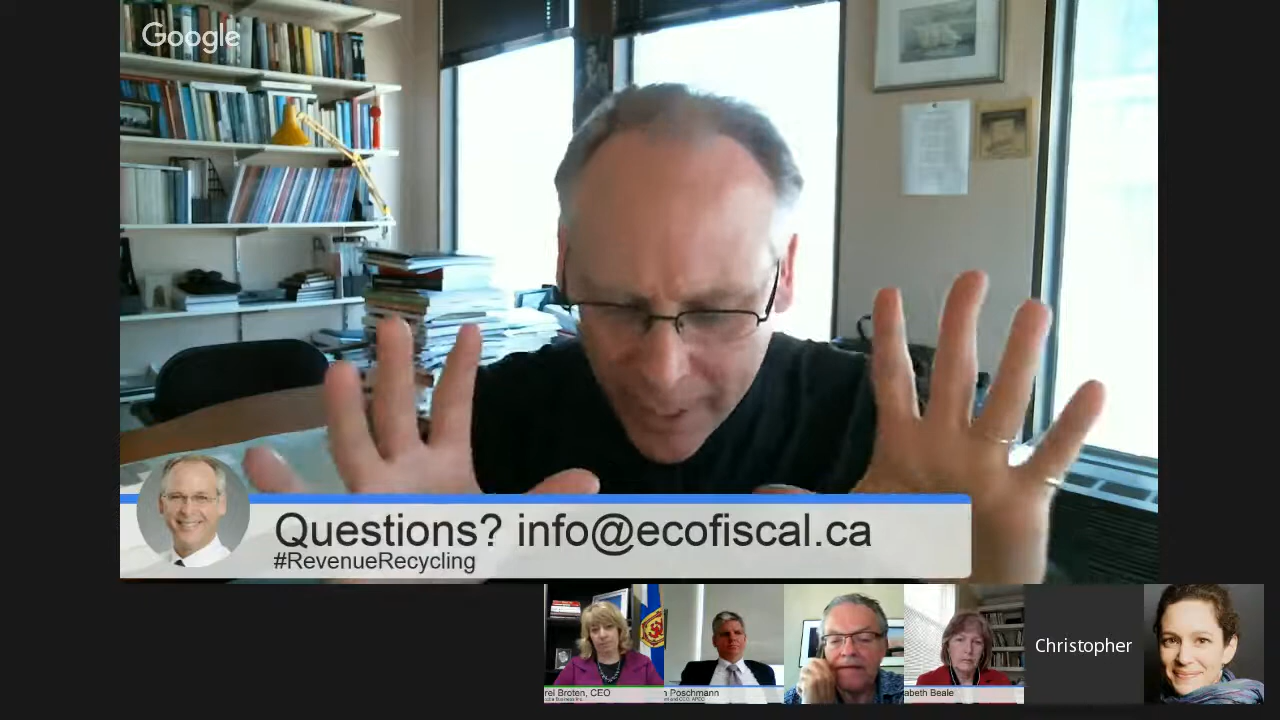 Google
Questions? info@ecofiscal.ca
#RevenueRecycling
Christopher
rel Broten, CEO
Poschmann
abeth Beale